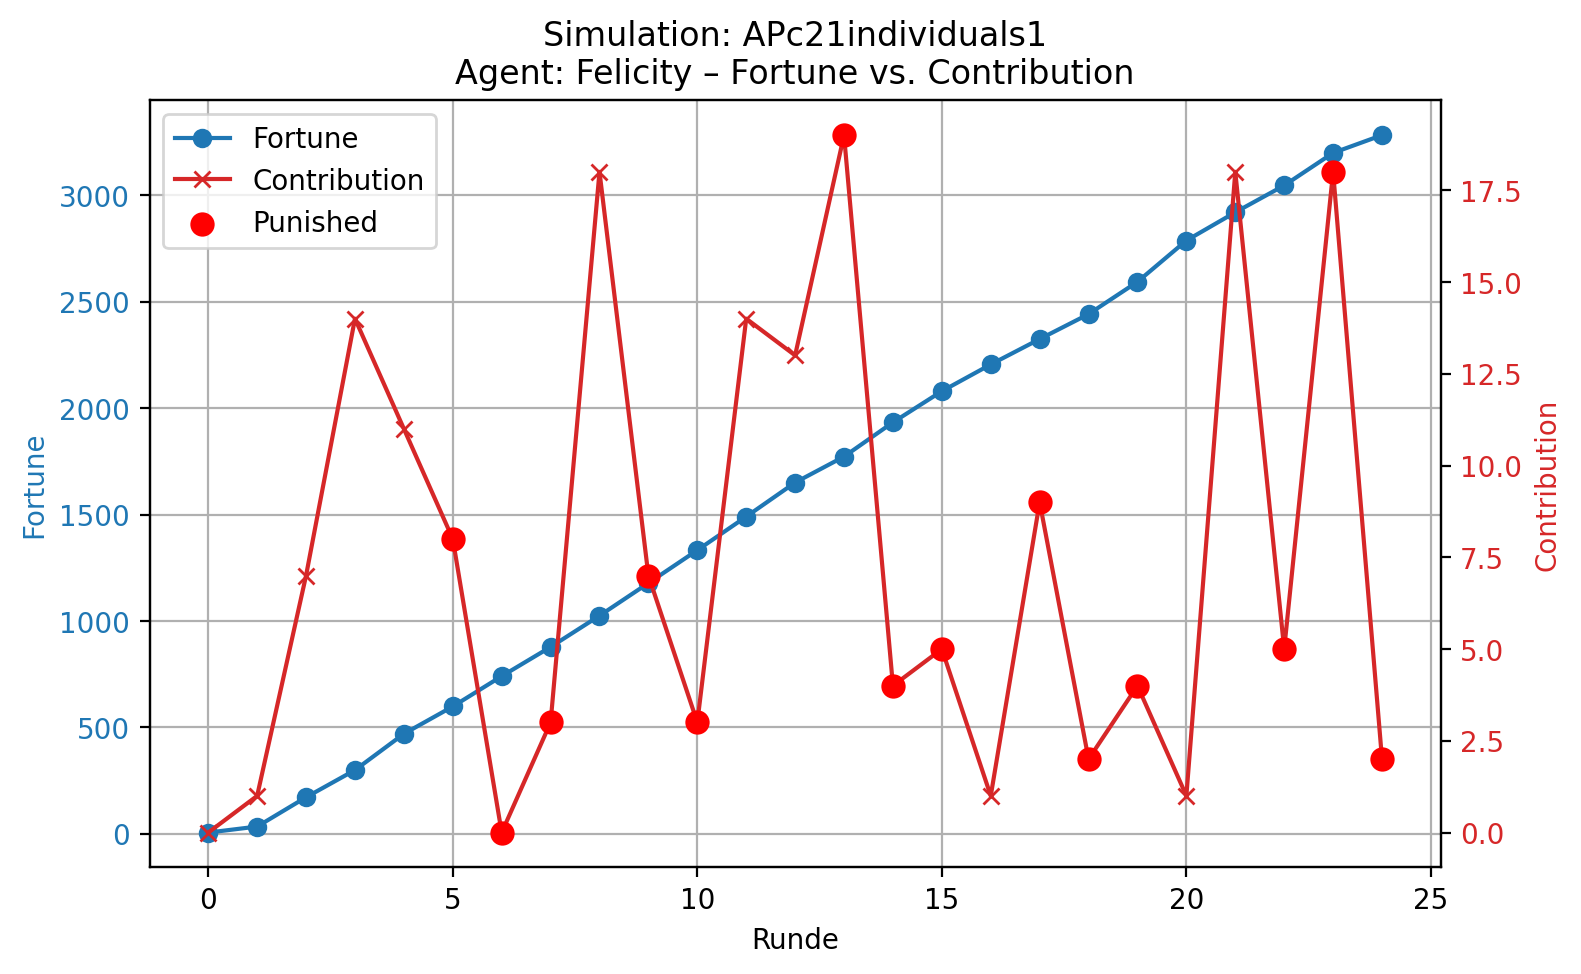 Simulation: APc21individuals1
Agent: Felicity – Fortune vs. Contribution
Fortune
Contribution
Punished
3000
2500
2000
1500
1000
500
0
Fortune
17.5
15.0
12.5
10.0
7.5
5.0
2.5
0.0
Contribution
0 5 10 15 20 25
Runde